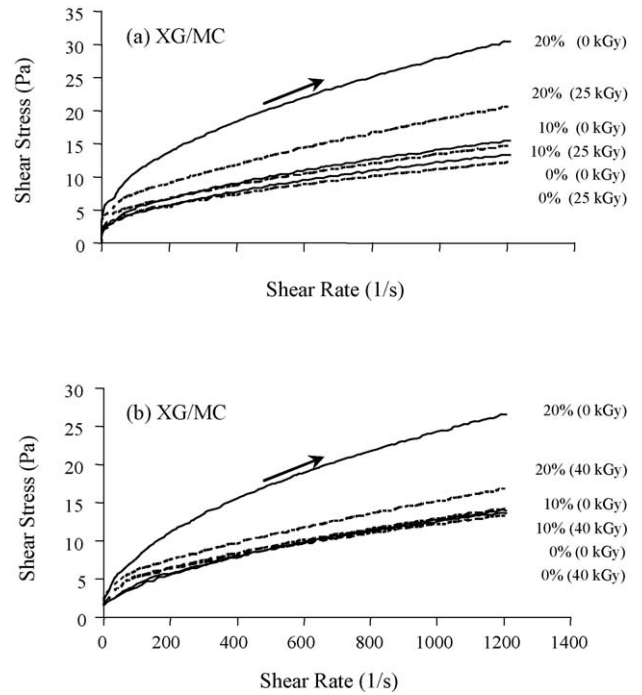 (a) XG/MC
35
30
25
20
15
10
5
0
Shear Stress (Pa)
20% (0 kGy)
20% (25 kGy)
10% (0 kGy)
10% (25 kGy)
0% (0 kGy)
0% (25 kGy)
Shear Rate (1/s)
(b) XG/MC
30
25
20
15
10
5
0
Shear Stress (Pa)
20% (0 kGy)
20% (40 kGy)
10% (0 kGy)
10% (40 kGy)
0% (0 kGy)
0% (40 kGy)
0 200 400 600 800 1000 1200 1400
Shear Rate (1/s)